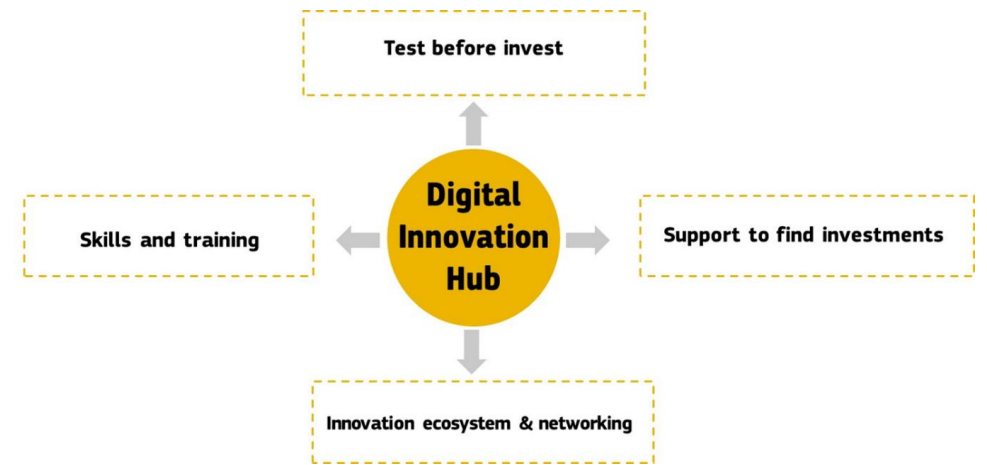 Test before invest
Digital
Innovation
Hub
Skills and training
Support to find investments
Innovation ecosystem & networking